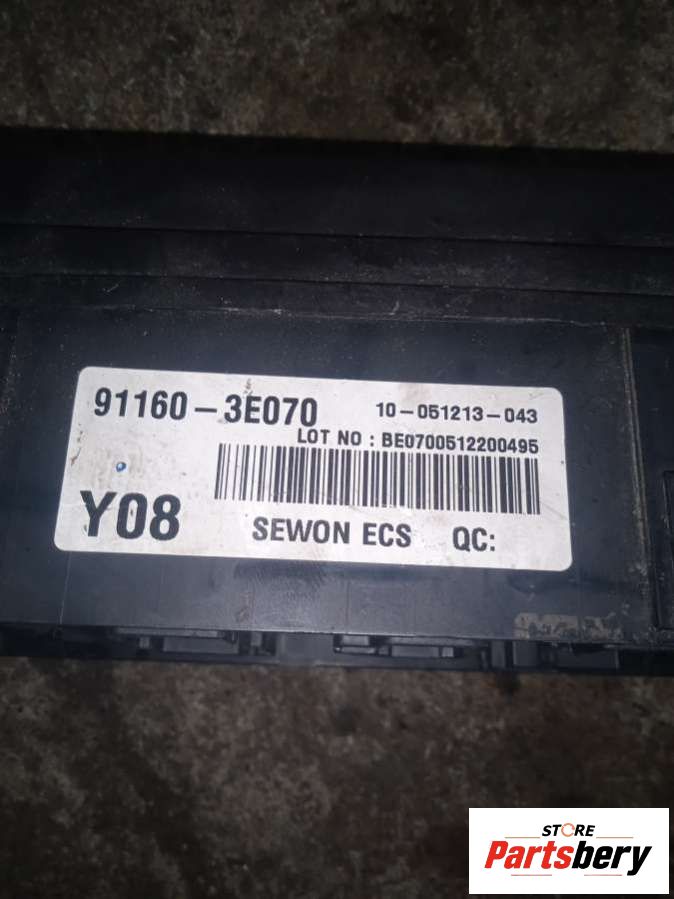 91160-3E070 10-051213-043
LOT NO : BE0700512200495
Y08 SEWON ECS QC:
STORE
Partsbery